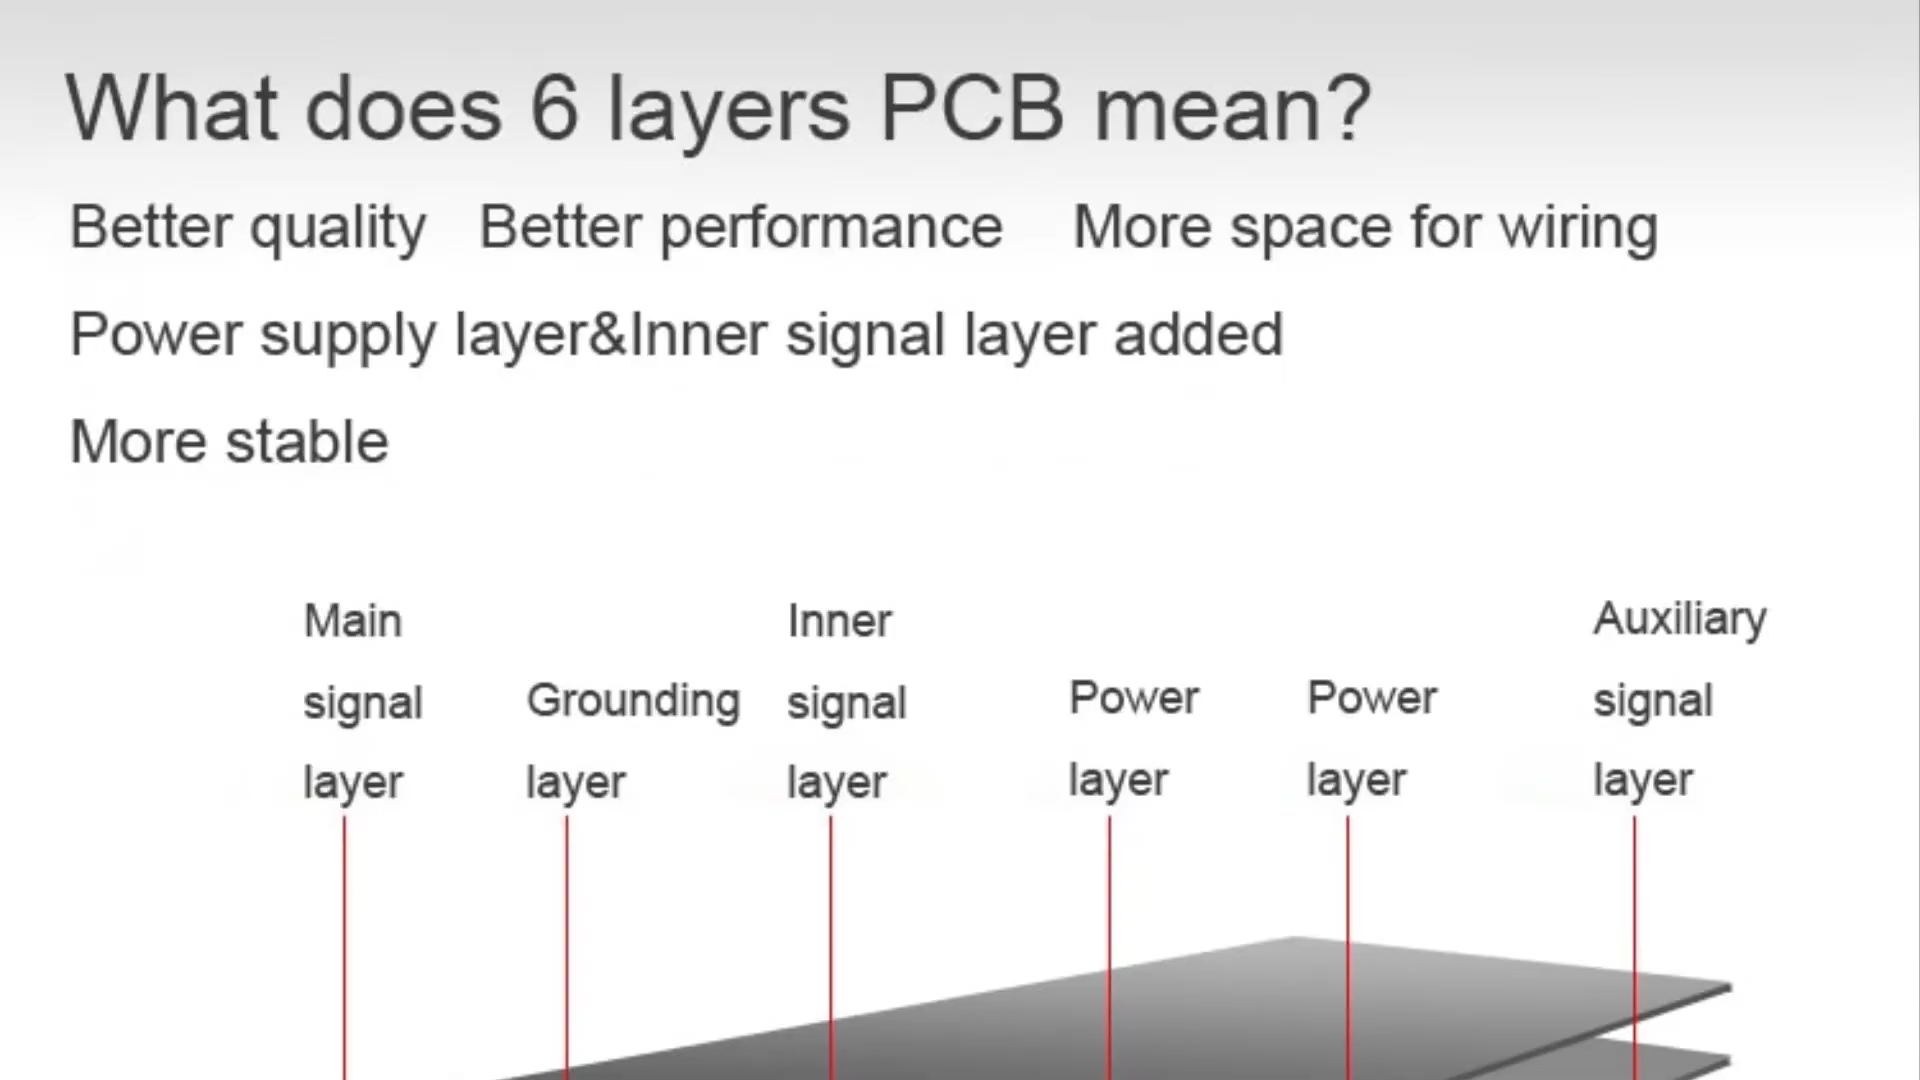 What does 6 layers PCB mean?
Better quality Better performance More space for wiring
Power supply layer&Inner signal layer added
More stable
Main signal layer
Grounding layer
Inner signal layer
Power layer
Power layer
Auxiliary signal layer